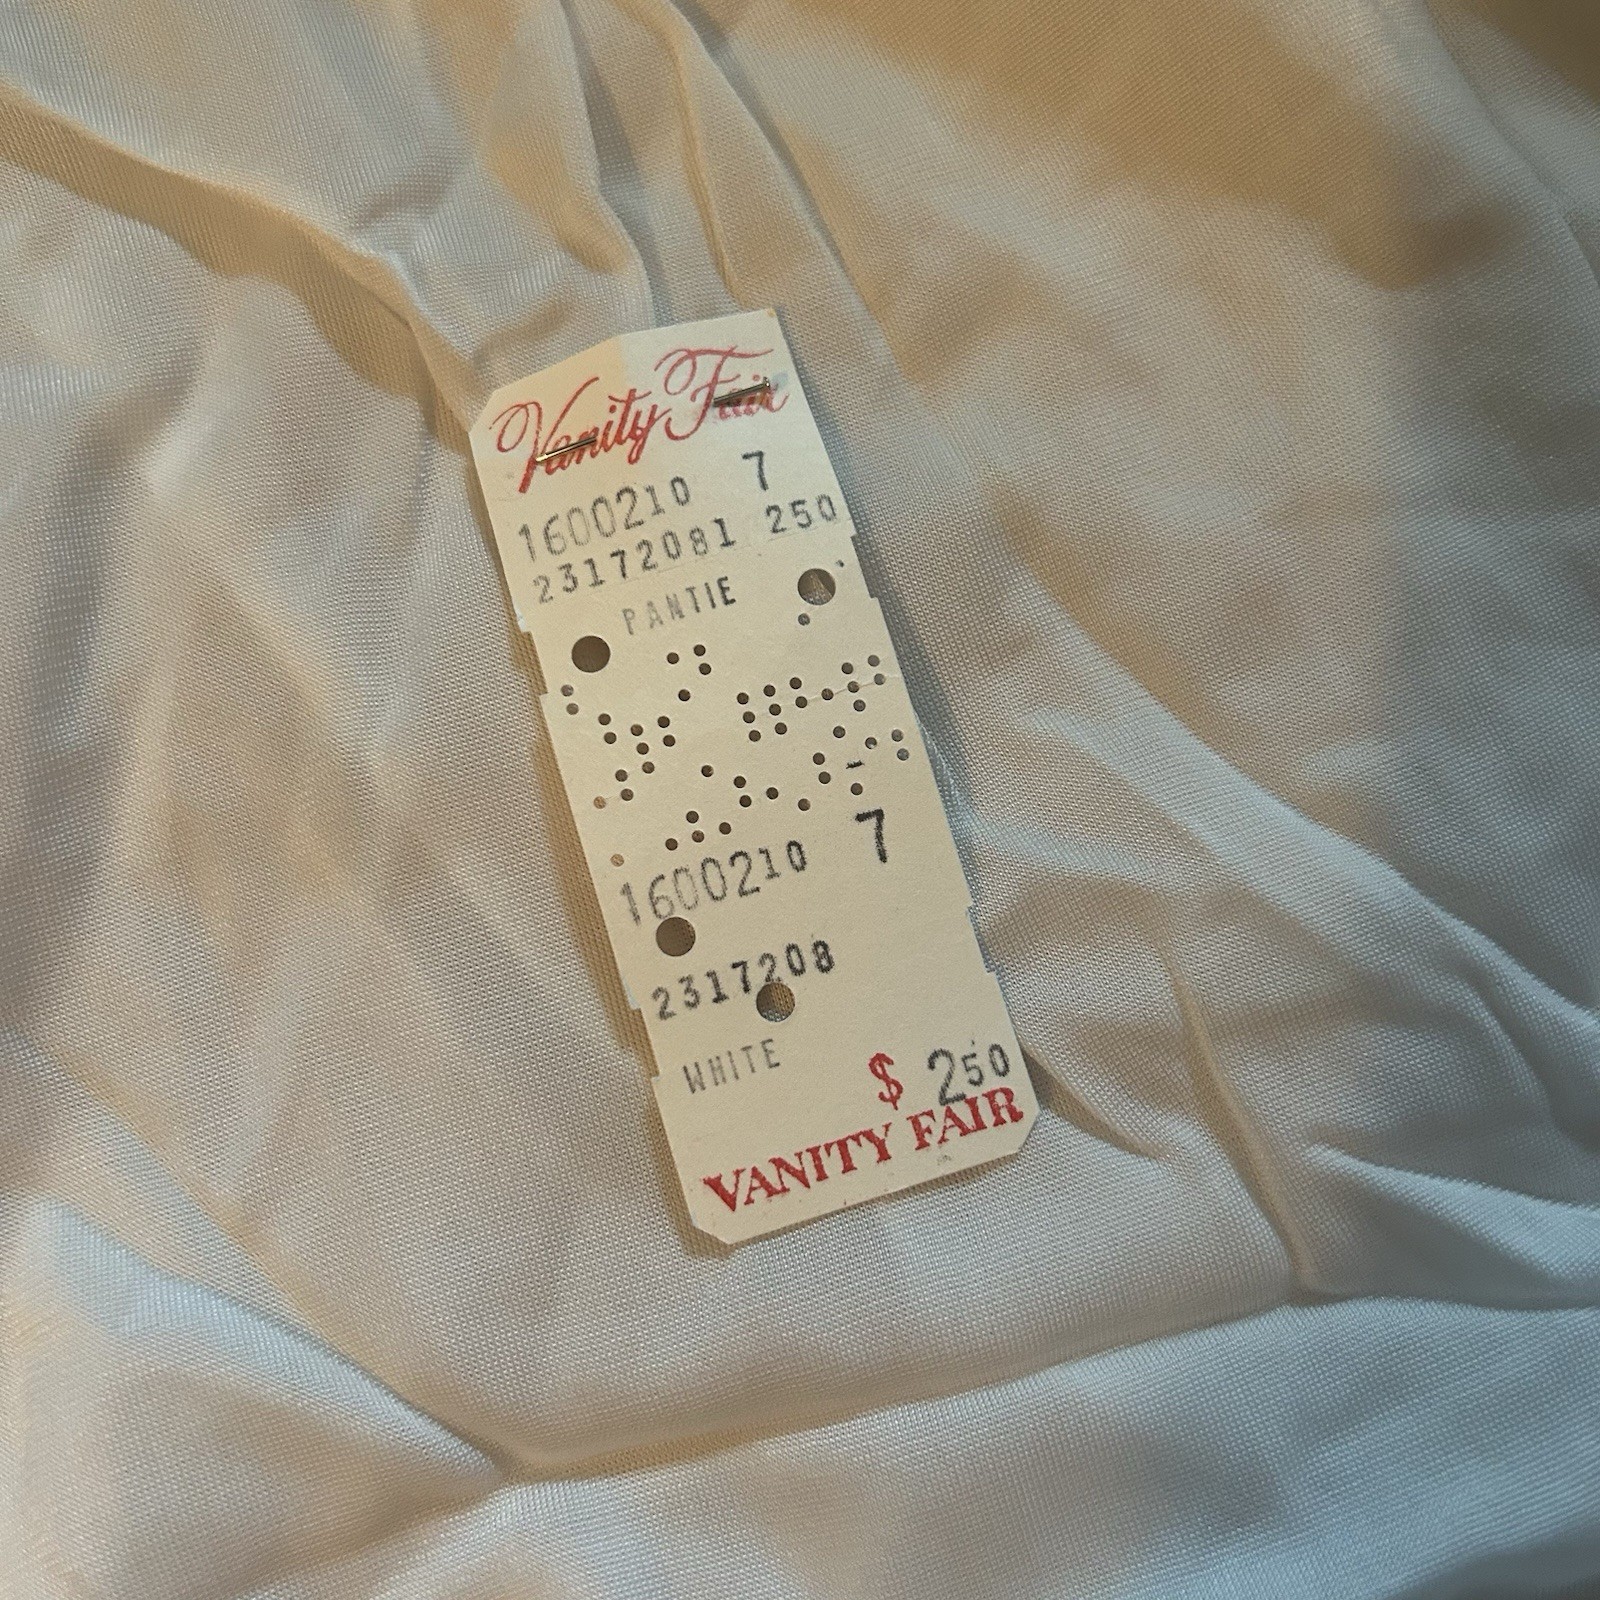 Vanity Fair
1600210 7
23172081 250
PANTIE
1600210 7
2317208
WHITE
$ 250
VANITY FAIR